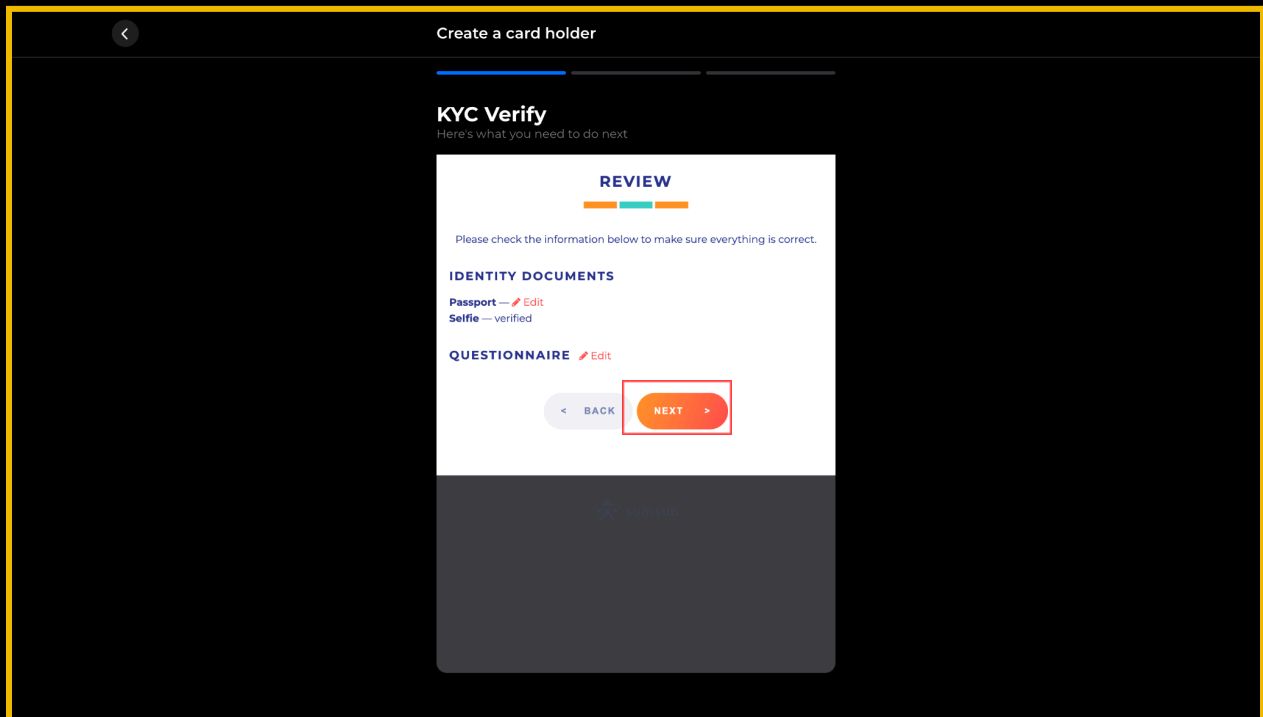 Create a card holder
KYC Verify
Here's what you need to do next
REVIEW
Please check the information below to make sure everything is correct.
IDENTITY DOCUMENTS
Passport — Edit
Selfie — verified
QUESTIONNAIRE Edit
< BACK NEXT >